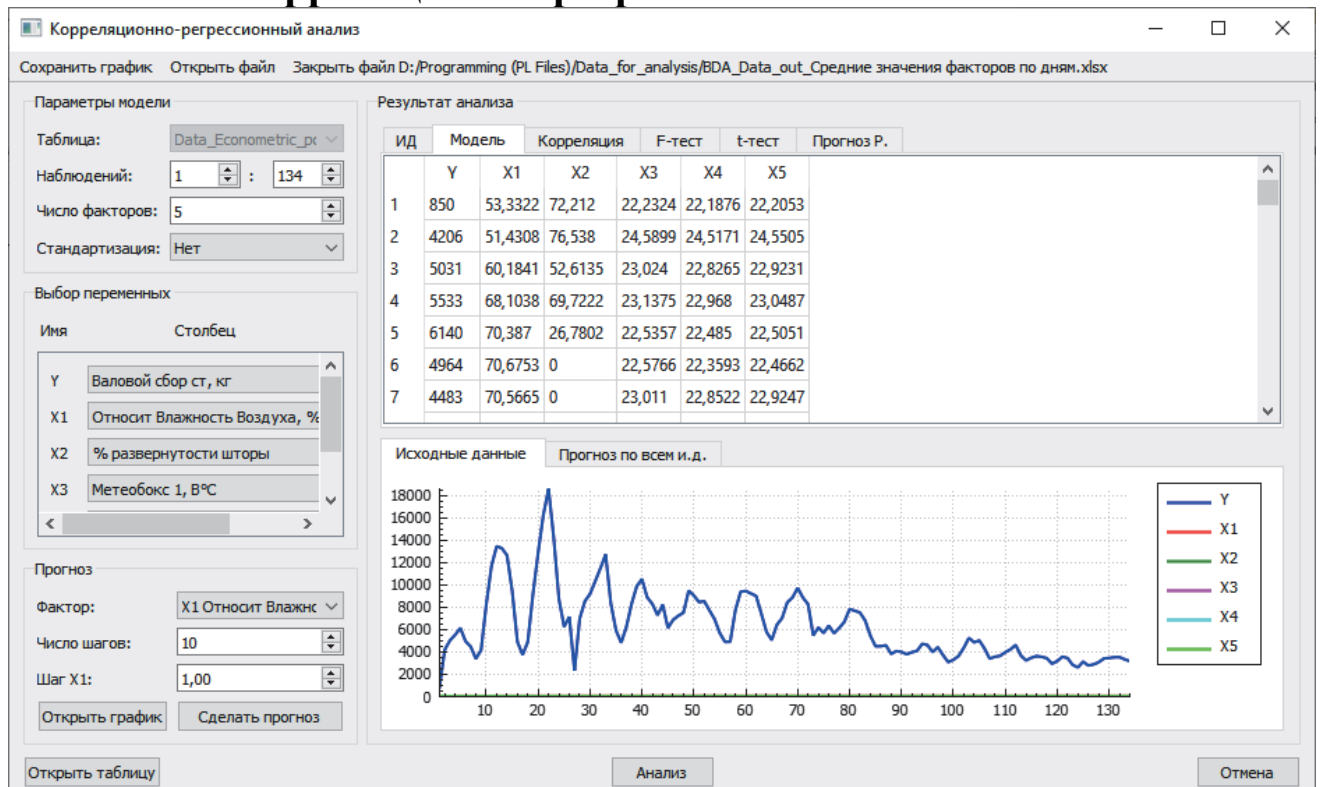 Корреляционно-регрессионный анализ
Сохранить график Открыть файл Закрыть файл D:/Programming (PL Files)/Data_for_analysis/BDA_Data_out_Средние значения факторов по дням.xlsx
Параметры модели
Таблица: Data_Econometric_рс
Наблюдений: 1 : 134
Число факторов: 5
Стандартизация: Нет
Выбор переменных
Имя Столбец
Y Валовой сбор ст, кг
X1 Относит Влажность Воздуха, %
X2 % развернутости шторы
X3 Метеобокс 1, В°С
Прогноз
Фактор: X1 Относит Влажнс
Число шагов: 10
Шаг X1: 1,00
Открыть график Сделать прогноз
Открыть таблицу
Результат анализа
ИД Модель Корреляция F-тест t-тест Прогноз Р.
Y X1 X2 X3 X4 X5
1 850 53,3322 72,212 22,2324 22,1876 22,2053
2 4206 51,4308 76,538 24,5899 24,5171 24,5505
3 5031 60,1841 52,6135 23,024 22,8265 22,9231
4 5533 68,1038 69,7222 23,1375 22,968 23,0487
5 6140 70,387 26,7802 22,5357 22,485 22,5051
6 4964 70,6753 0 22,5766 22,3593 22,4662
7 4483 70,5665 0 23,011 22,8522 22,9247
Исходные данные Прогноз по всем и.д.
18000
16000
14000
12000
10000
8000
6000
4000
2000
0
10 20 30 40 50 60 70 80 90 100 110 120 130
Y
X1
X2
X3
X4
X5
Анализ
Отмена